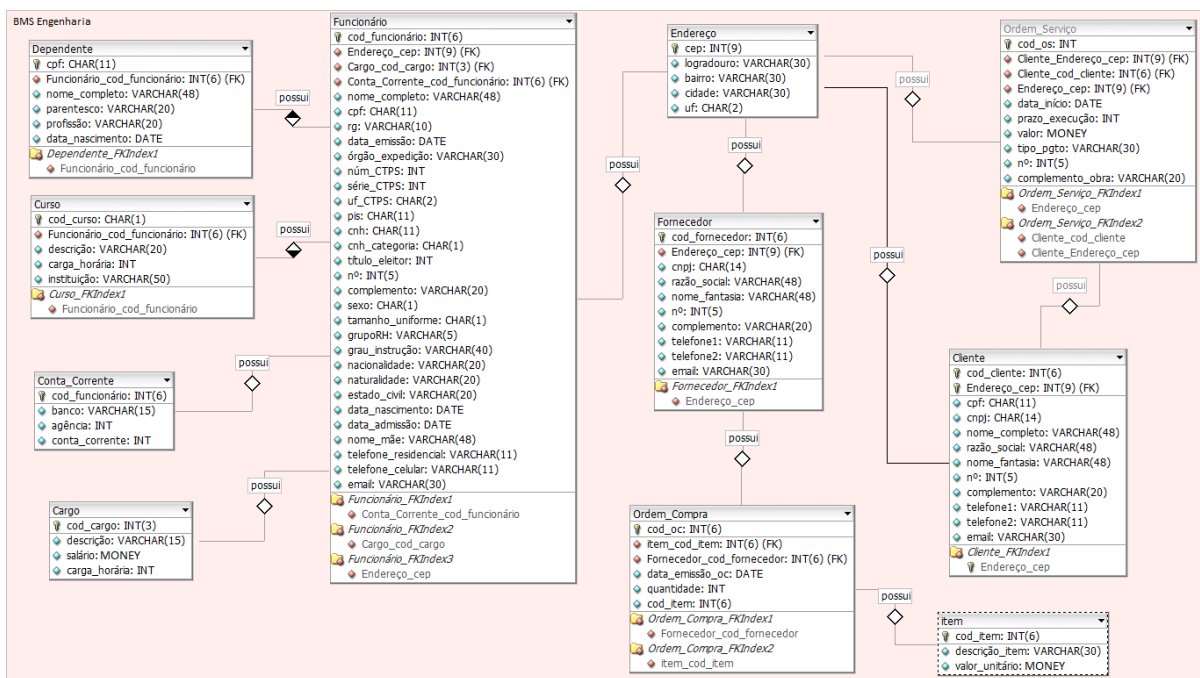 BMS Engenharia
Dependente
cpf: CHAR(11)
Funcionário_cod_funcionário: INT(6) (FK)
nome_completo: VARCHAR(48)
parentesco: VARCHAR(20)
profissão: VARCHAR(20)
data_nascimento: DATE
Dependente_FKIndex1
Funcionário_cod_funcionário
possui
Curso
cod_curso: CHAR(1)
Funcionário_cod_funcionário: INT(6) (FK)
descrição: VARCHAR(20)
carga_horária: INT
instituição: VARCHAR(50)
Curso_FKIndex1
Funcionário_cod_funcionário
possui
Conta_Corrente
cod_funcionário: INT(6)
banco: VARCHAR(15)
agência: INT
conta_corrente: INT
possui
Cargo
cod_cargo: INT(3)
descrição: VARCHAR(15)
salário: MONEY
carga_horária: INT
possui
Funcionário
cod_funcionário: INT(6)
Endereço_cep: INT(9) (FK)
Cargo_cod_cargo: INT(3) (FK)
Conta_Corrente_cod_funcionário: INT(6) (FK)
nome_completo: VARCHAR(48)
cpf: CHAR(11)
rg: VARCHAR(10)
data_emissão: DATE
órgão_expedição: VARCHAR(30)
núm_CTPS: INT
série_CTPS: INT
uf_CTPS: CHAR(2)
pis: CHAR(11)
cnh: CHAR(11)
cnh_categoria: CHAR(1)
título_eleitor: INT
nº: INT(5)
complemento: VARCHAR(20)
sexo: CHAR(1)
tamanho_uniforme: CHAR(1)
grupoRH: VARCHAR(5)
grau_instrução: VARCHAR(40)
nacionalidade: VARCHAR(20)
naturalidade: VARCHAR(20)
estado_civil: VARCHAR(20)
data_nascimento: DATE
data_admissão: DATE
nome_mãe: VARCHAR(48)
telefone_residencial: VARCHAR(11)
telefone_celular: VARCHAR(11)
email: VARCHAR(30)
Funcionário_FKIndex1
Conta_Corrente_cod_funcionário
Funcionário_FKIndex2
Cargo_cod_cargo
Funcionário_FKIndex3
Endereço_cep
possui
Endereço
cep: INT(9)
logradouro: VARCHAR(30)
bairro: VARCHAR(30)
cidade: VARCHAR(30)
uf: CHAR(2)
possui
Fornecedor
cod_fornecedor: INT(6)
Endereço_cep: INT(9) (FK)
cnpj: CHAR(14)
razão_social: VARCHAR(48)
nome_fantasia: VARCHAR(48)
nº: INT(5)
complemento: VARCHAR(20)
telefone1: VARCHAR(11)
telefone2: VARCHAR(11)
email: VARCHAR(30)
Fornecedor_FKIndex1
Endereço_cep
possui
Ordem_Compra
cod_oc: INT(6)
item_cod_item: INT(6) (FK)
Fornecedor_cod_fornecedor: INT(6) (FK)
data_emissão_oc: DATE
quantidade: INT
cod_item: INT(6)
Ordem_Compra_FKIndex1
Fornecedor_cod_fornecedor
Ordem_Compra_FKIndex2
item_cod_item
possui
possui
possui
Ordem_Serviço
cod_os: INT
Cliente_Endereço_cep: INT(9) (FK)
Cliente_cod_cliente: INT(6) (FK)
Endereço_cep: INT(9) (FK)
data_início: DATE
prazo_execução: INT
valor: MONEY
tipo_pgto: VARCHAR(30)
nº: INT(5)
complemento_obra: VARCHAR(20)
Ordem_Serviço_FKIndex1
Endereço_cep
Ordem_Serviço_FKIndex2
Cliente_cod_cliente
Cliente_Endereço_cep
possui
Cliente
cod_cliente: INT(6)
Endereço_cep: INT(9) (FK)
cpf: CHAR(11)
cnpj: CHAR(14)
nome_completo: VARCHAR(48)
razão_social: VARCHAR(48)
nome_fantasia: VARCHAR(48)
nº: INT(5)
complemento: VARCHAR(20)
telefone1: VARCHAR(11)
telefone2: VARCHAR(11)
email: VARCHAR(30)
Cliente_FKIndex1
Endereço_cep
item
cod_item: INT(6)
descrição_item: VARCHAR(30)
valor_unitário: MONEY